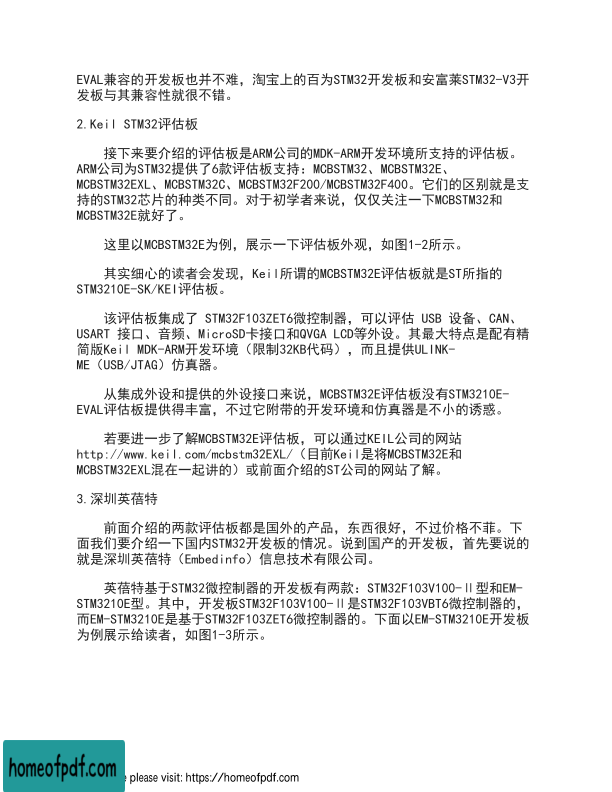 EVAL兼容的开发板也并不难，淘宝上的百为STM32开发板和安富莱STM32-V3开
发板与其兼容性就很不错。
2.Keil STM32评估板
接下来要介绍的评估板是ARM公司的MDK-ARM开发环境所支持的评估板。
ARM公司为STM32提供了6款评估板支持：MCBSTM32、MCBSTM32E、
MCBSTM32EXL、MCBSTM32C、MCBSTM32F200/MCBSTM32F400。它们的区别就是支
持的STM32芯片的种类不同。对于初学者来说，仅仅关注一下MCBSTM32和
MCBSTM32E就好了。
这里以MCBSTM32E为例，展示一下评估板外观，如图1-2所示。
其实细心的读者会发现，Keil所谓的MCBSTM32E评估板就是ST所指的
STM3210E-SK/KEI评估板。
该评估板集成了 STM32F103ZET6微控制器，可以评估 USB 设备、CAN、
USART 接口、音频、MicroSD卡接口和QVGA LCD等外设。其最大特点是配有精
简版Keil MDK-ARM开发环境（限制32KB代码），而且提供ULINK-
ME（USB/JTAG）仿真器。
从集成外设和提供的外设接口来说，MCBSTM32E评估板没有STM3210E-
EVAL评估板提供得丰富，不过它附带的开发环境和仿真器是不小的诱惑。
若要进一步了解MCBSTM32E评估板，可以通过KEIL公司的网站
http://www.keil.com/mcbstm32EXL/（目前Keil是将MCBSTM32E和
MCBSTM32EXL混在一起讲的）或前面介绍的ST公司的网站了解。
3.深圳英蓓特
前面介绍的两款评估板都是国外的产品，东西很好，不过价格不菲。下
面我们要介绍一下国内STM32开发板的情况。说到国产的开发板，首先要说的
就是深圳英蓓特（Embedinfo）信息技术有限公司。
英蓓特基于STM32微控制器的开发板有两款：STM32F103V100-Ⅱ型和EM-
STM3210E型。其中，开发板STM32F103V100-Ⅱ是STM32F103VBT6微控制器的，
而EM-STM3210E是基于STM32F103ZET6微控制器的。下面以EM-STM3210E开发板
为例展示给读者，如图1-3所示。
homeofpdf.com
please visit: https://homeofpdf.com